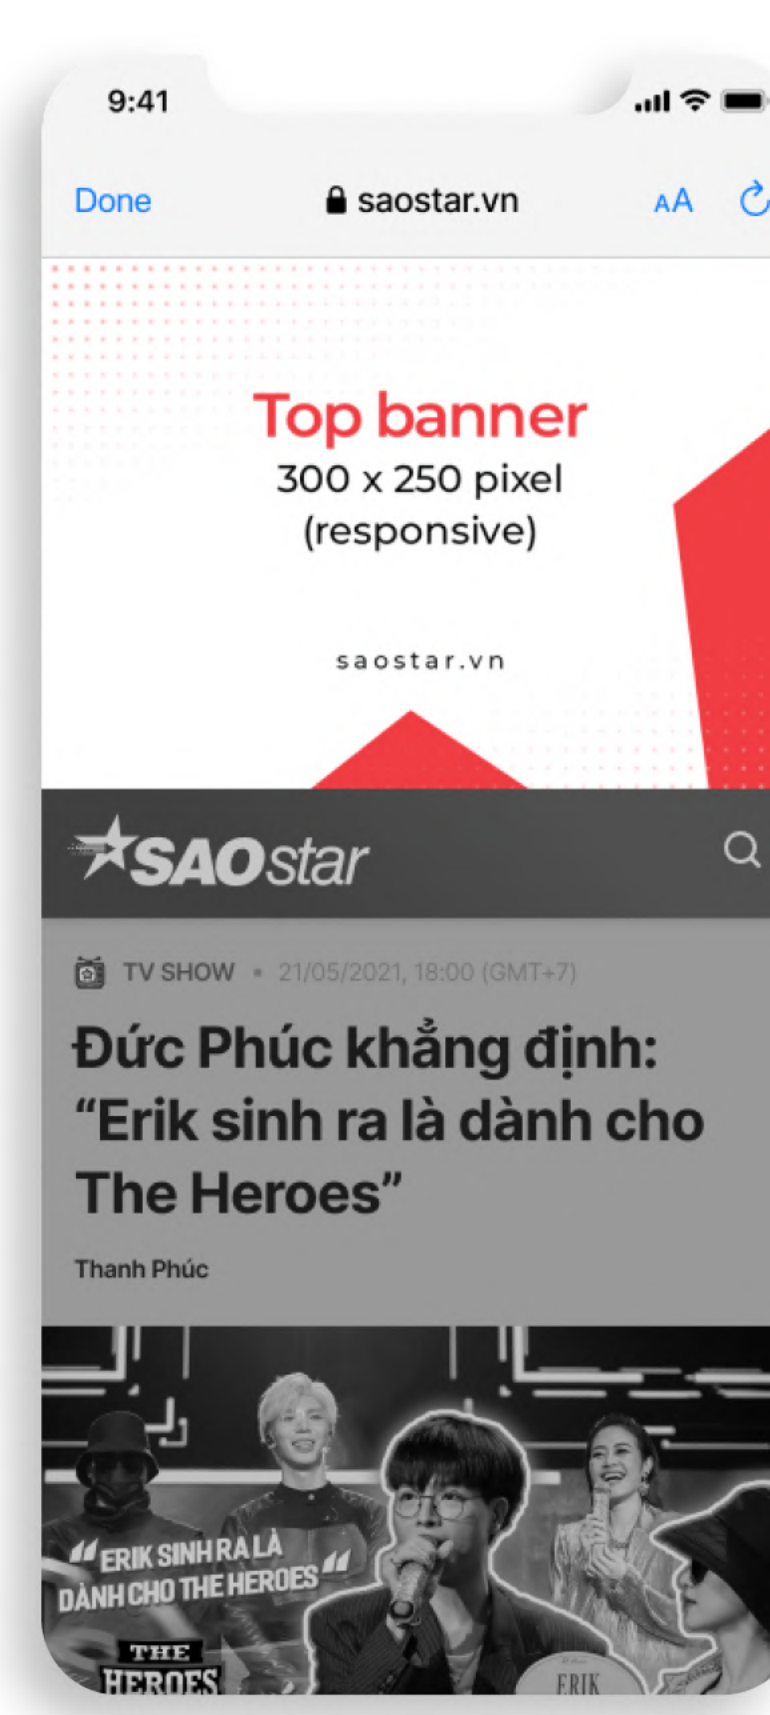 9:41
Done saostar.vn AA
Top banner
300 x 250 pixel
(responsive)
saostar.vn
SAOstar
TV SHOW • 21/05/2021, 18:00 (GMT+7)
Đức Phúc khẳng định:
“Erik sinh ra là dành cho
The Heroes”
Thanh Phúc
“ERIK SINH RA LÀ
DÀNH CHO THE HEROES”
THE
HEROES
ERIK